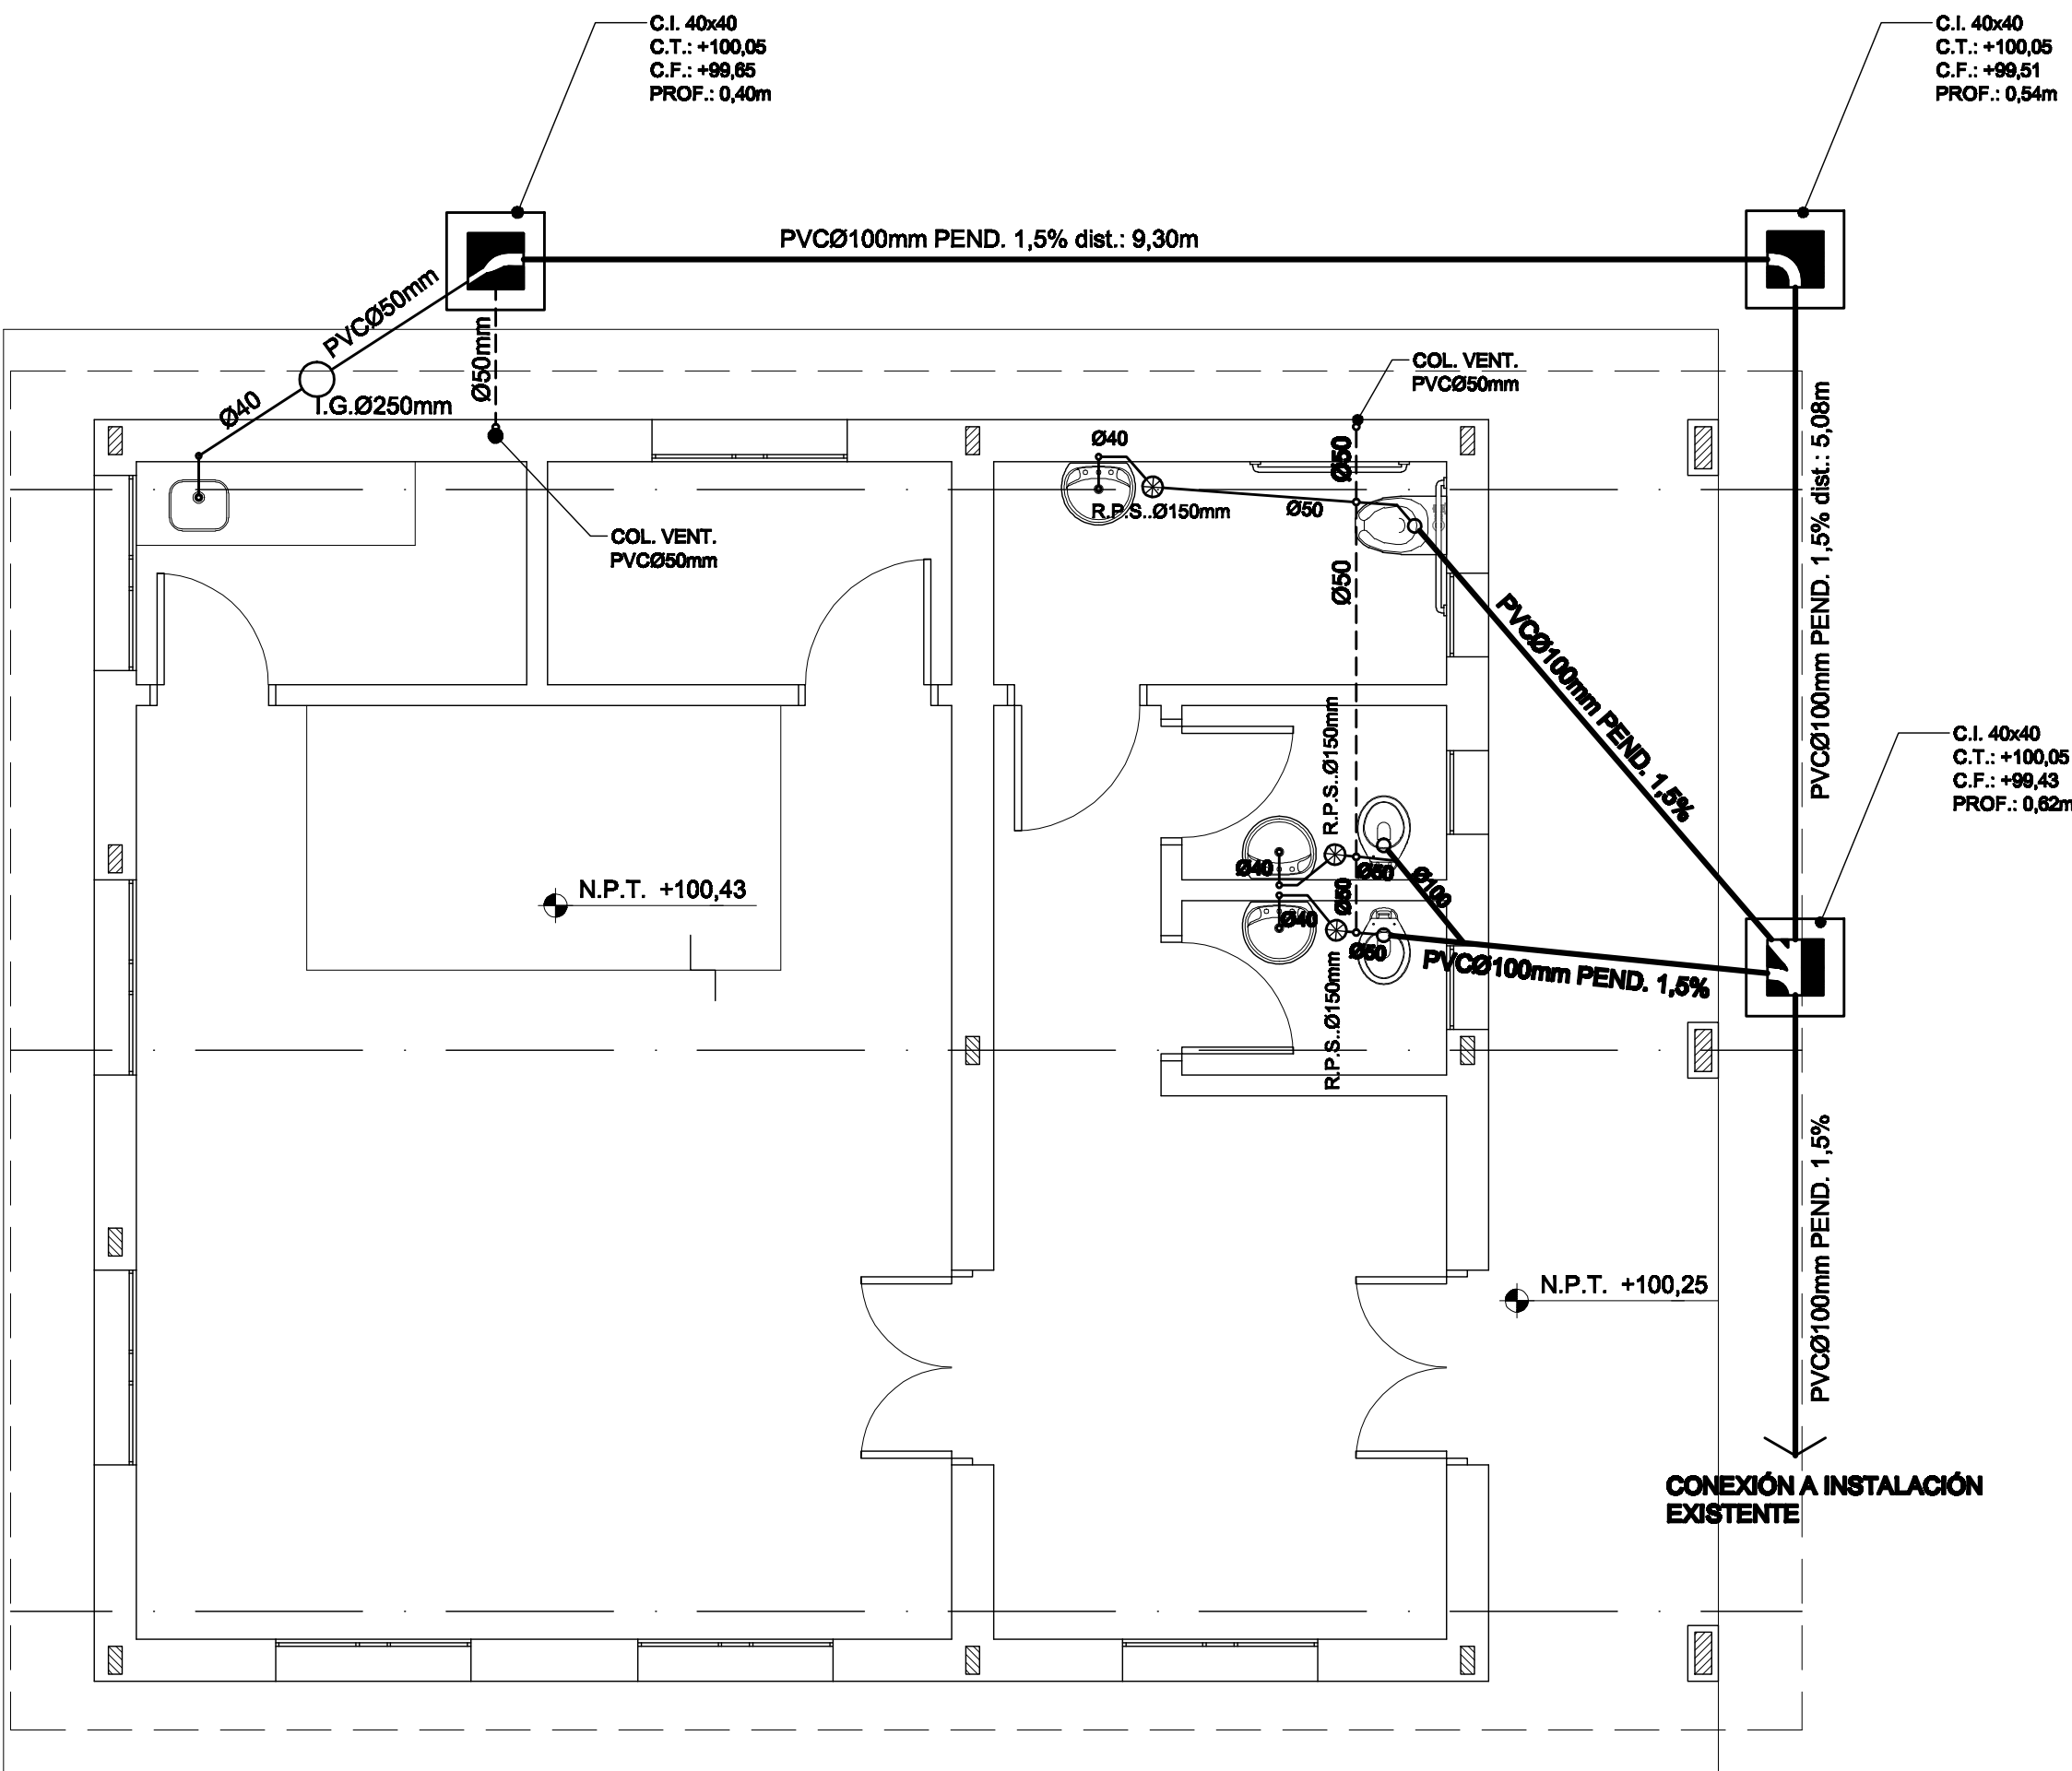 C.I. 40x40
C.T.: +100,05
C.F.: +99,65
PROF.: 0,40m
C.I. 40x40
C.T.: +100,05
C.F.: +99,51
PROF.: 0,54m
PVCØ100mm PEND. 1,5% dist.: 9,30m
PVCØ50mm
Ø50mm
Ø40
I.G.Ø250mm
COL. VENT.
PVCØ50mm
COL. VENT.
PVCØ50mm
Ø40
R.P.S..Ø150mm
Ø50
Ø50
Ø50
PVCØ100mm PEND. 1,5% dist.: 5,08m
PVCØ100mm PEND. 1,5%
C.I. 40x40
C.T.: +100,05
C.F.: +99,43
PROF.: 0,62m
R.P.S..Ø150mm
Ø40
Ø50
Ø100
Ø50
Ø40
Ø50
R.P.S..Ø150mm
PVCØ100mm PEND. 1,5%
N.P.T. +100,43
N.P.T. +100,25
PVCØ100mm PEND. 1,5%
CONEXIÓN A INSTALACIÓN
EXISTENTE